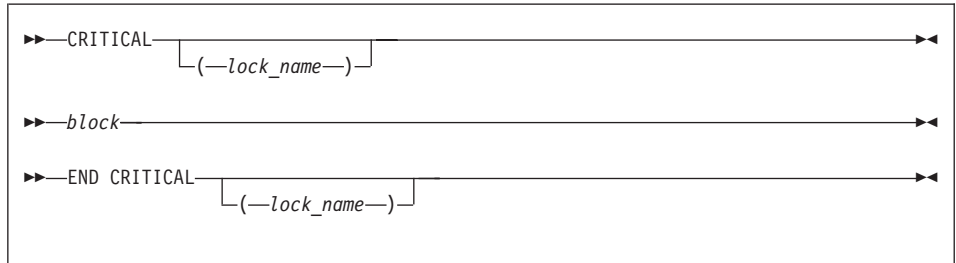 CRITICAL
( lock_name )
block
END CRITICAL
( lock_name )